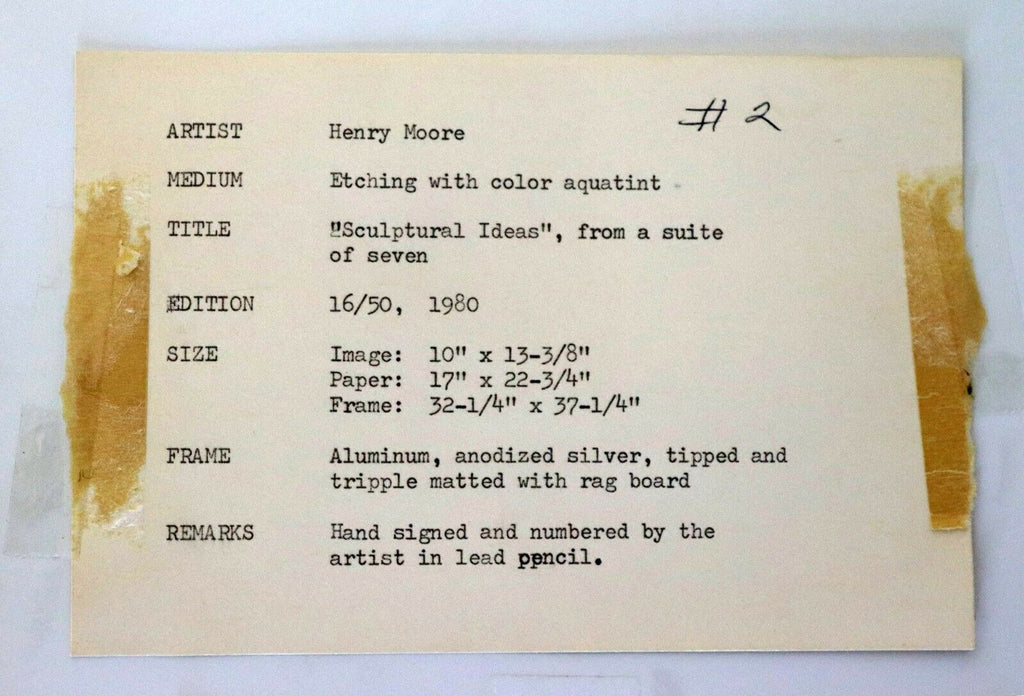 # 2
ARTIST Henry Moore
MEDIUM Etching with color aquatint
TITLE "Sculptural Ideas", from a suite
of seven
EDITION 16/50, 1980
SIZE Image: 10" x 13-3/8"
Paper: 17" x 22-3/4"
Frame: 32-1/4" x 37-1/4"
FRAME Aluminum, anodized silver, tipped and
tripple matted with rag board
REMARKS Hand signed and numbered by the
artist in lead pencil.